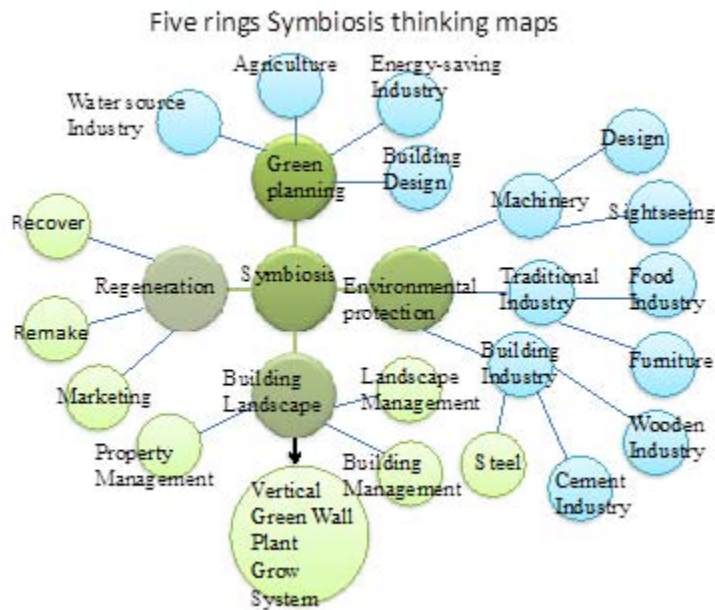 Five rings Symbiosis thinking maps
Agriculture
Energy-saving
Industry
Water source
Industry
Green
planning
Building
Design
Design
Machinery
Sightseeing
Recover
Regeneration
Symbiosis
Environmental
protection
Traditional
Industry
Food
Industry
Remake
Marketing
Building
Landscape
Landscape
Management
Building
Industry
Furniture
Property
Management
Building
Management
Steel
Cement
Industry
Wooden
Industry
Vertical
Green Wall
Plant
Grow
System